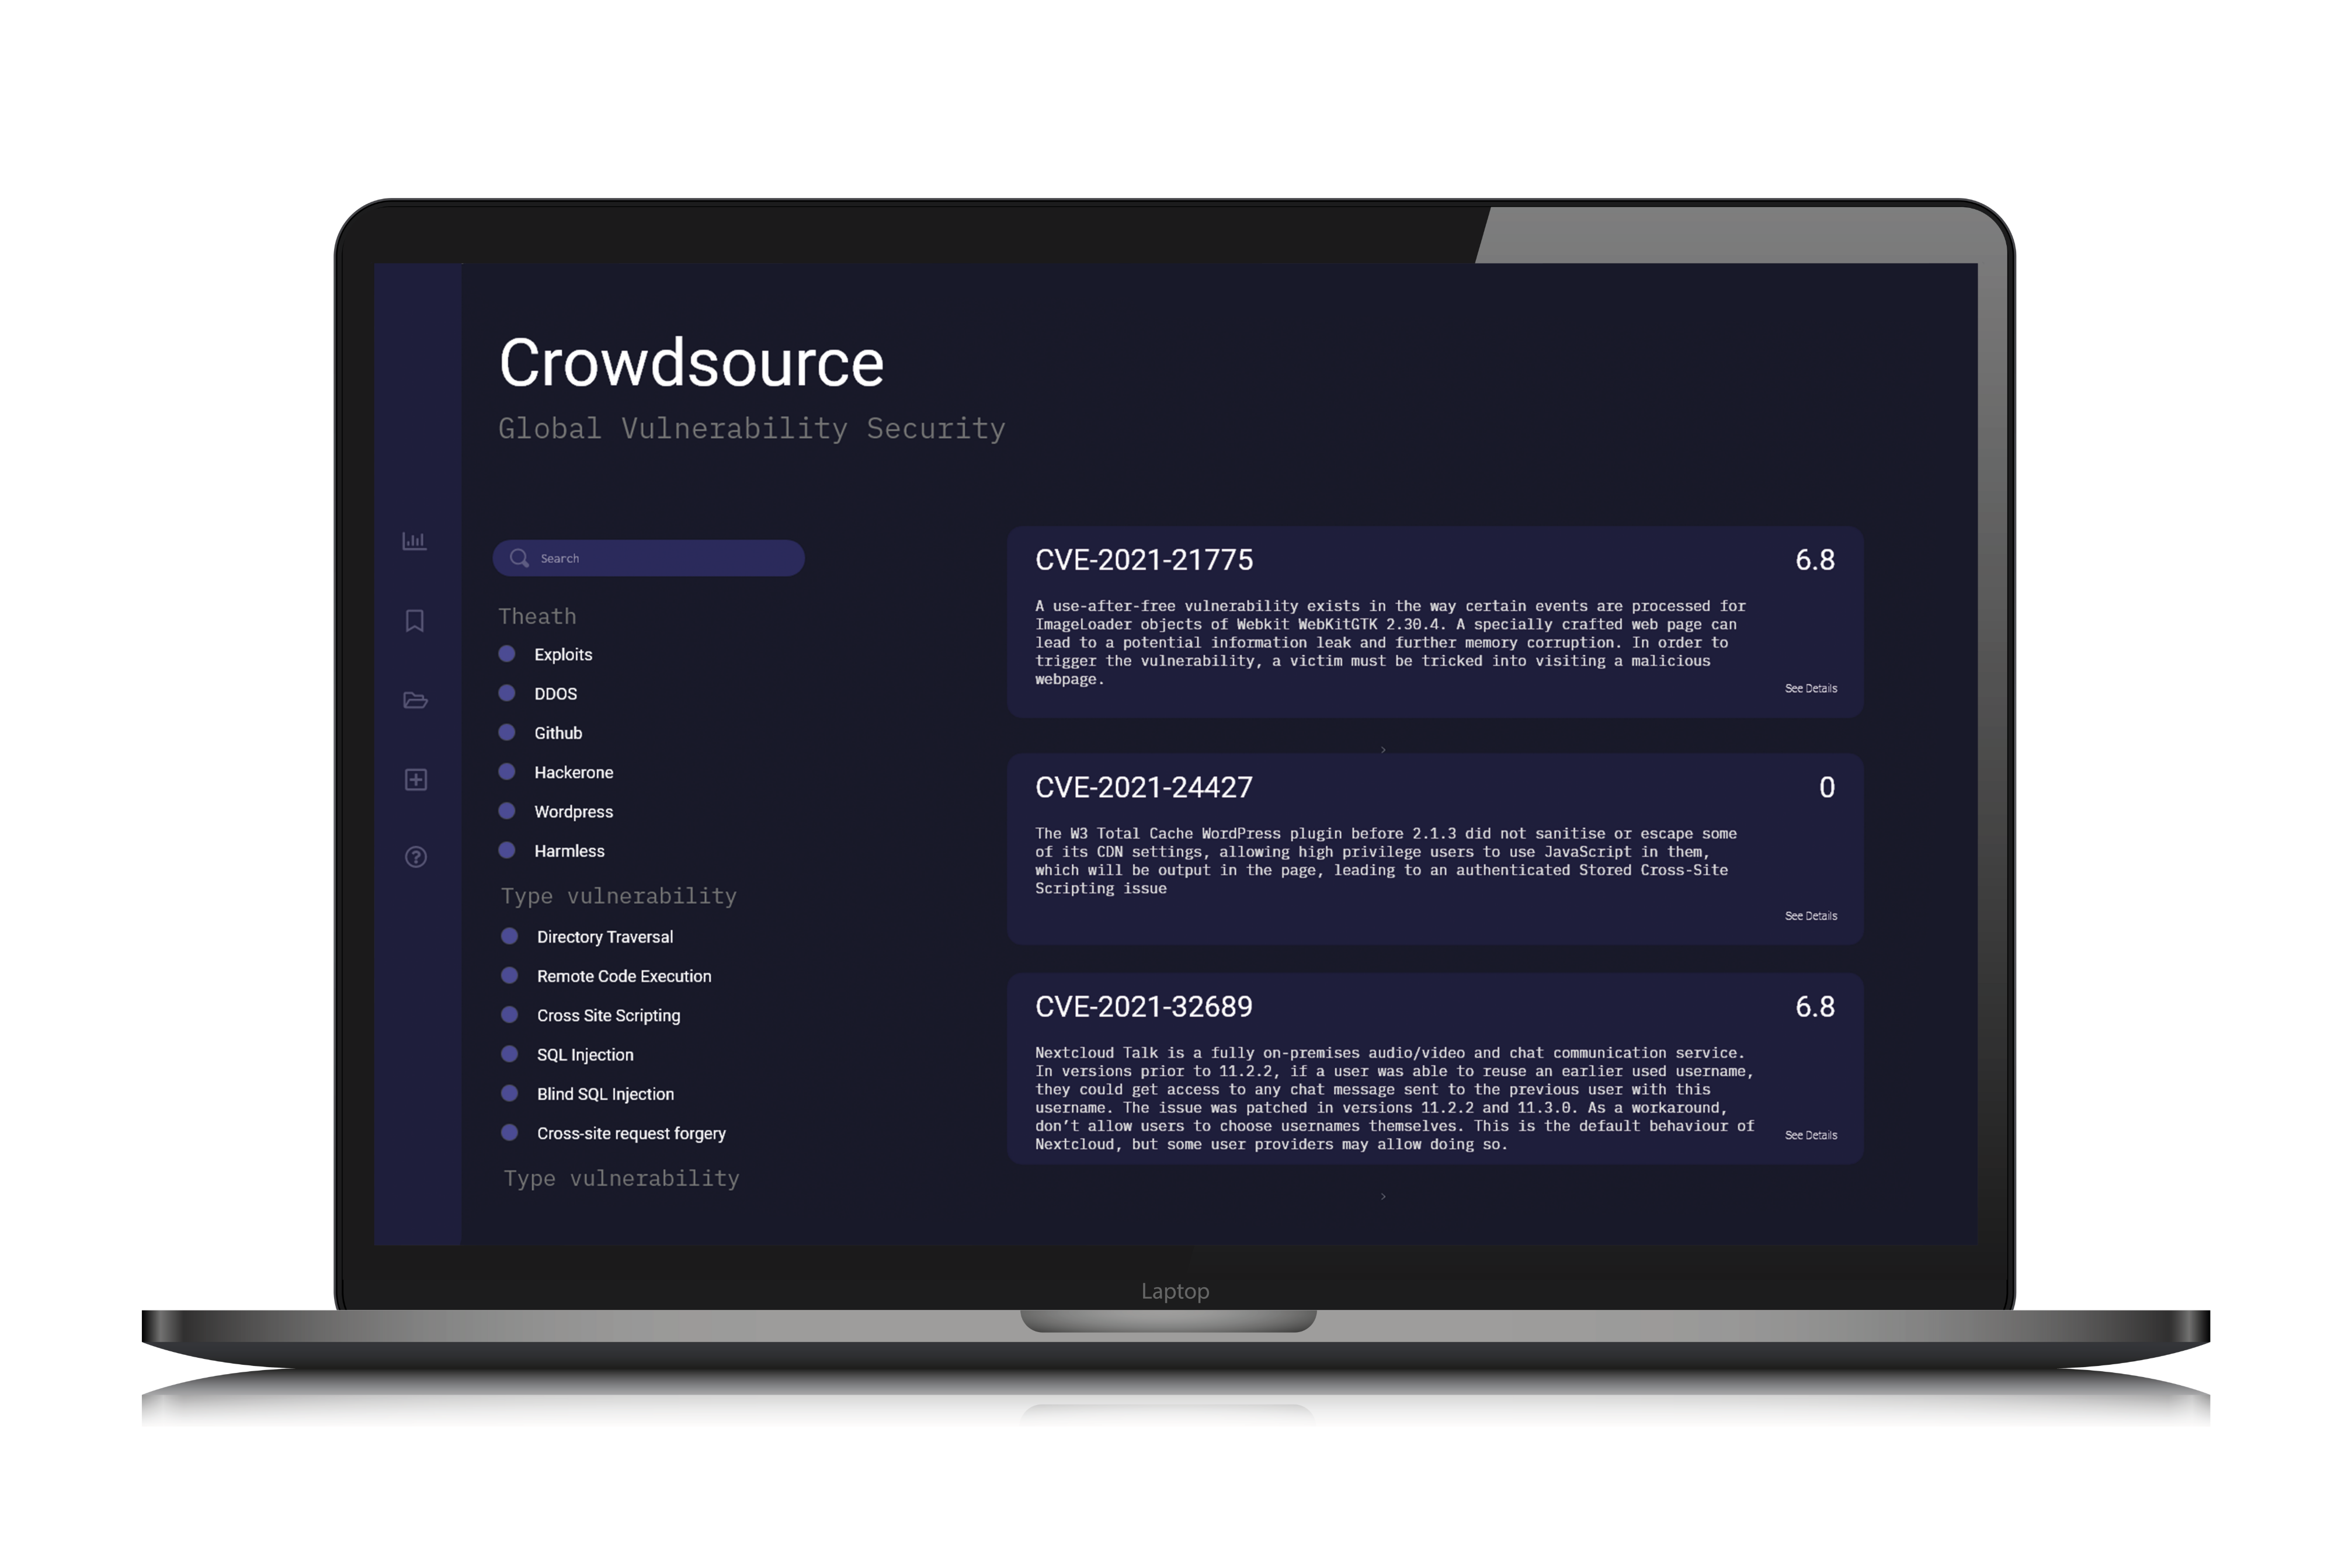 Crowdsource
Global Vulnerability Security
Search
Theath
Exploits
DDOS
Github
Hackerone
Wordpress
Harmless
Type vulnerability
Directory Traversal
Remote Code Execution
Cross Site Scripting
SQL Injection
Blind SQL Injection
Cross-site request forgery
Type vulnerability
CVE-2021-21775 6.8
A use-after-free vulnerability exists in the way certain events are processed for
ImageLoader objects of Webkit WebKitGTK 2.30.4. A specially crafted web page can
lead to a potential information leak and further memory corruption. In order to
trigger the vulnerability, a victim must be tricked into visiting a malicious
webpage.
See Details
CVE-2021-24427 0
The W3 Total Cache WordPress plugin before 2.1.3 did not sanitise or escape some
of its CDN settings, allowing high privilege users to use JavaScript in them,
which will be output in the page, leading to an authenticated Stored Cross-Site
Scripting issue
See Details
CVE-2021-32689 6.8
Nextcloud Talk is a fully on-premises audio/video and chat communication service.
In versions prior to 11.2.2, if a user was able to reuse an earlier used username,
they could get access to any chat message sent to the previous user with this
username. The issue was patched in versions 11.2.2 and 11.3.0. As a workaround,
don't allow users to choose usernames themselves. This is the default behaviour of
Nextcloud, but some user providers may allow doing so.
See Details
Laptop